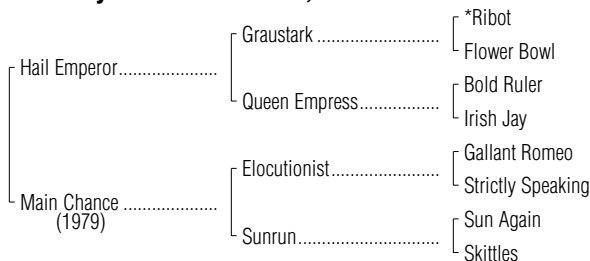 *Ribot
Graustark
Flower Bowl
Hail Emperor
Bold Ruler
Queen Empress
Irish Jay
Gallant Romeo
Elocutionist
Strictly Speaking
Main Chance
(1979)
Sun Again
Sunrun
Skittles